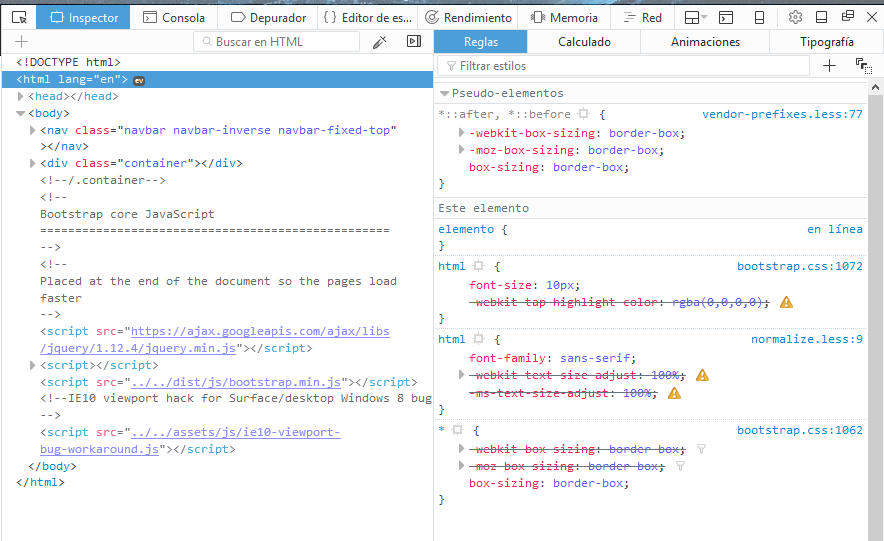 Inspector Consola Depurador {} Editor de es... Rendimiento Memoria Red
Buscar en HTML
<!DOCTYPE html>
<html lang="en"> ev
<head></head>
<body>
<nav class="navbar navbar-inverse navbar-fixed-top"
></nav>
<div class="container"></div>
<!--/.container-->
<!--
Bootstrap core JavaScript
==================================================
-->
<!--
Placed at the end of the document so the pages load
faster
-->
<script src="https://ajax.googleapis.com/ajax/libs
/jquery/1.12.4/jquery.min.js"></script>
<script></script>
<script src="../../dist/js/bootstrap.min.js"></script>
<!--IE10 viewport hack for Surface/desktop Windows 8 bug
-->
<script src="../../assets/js/ie10-viewport-
bug-workaround.js"></script>
</body>
</html>
Reglas Calculado Animaciones Tipografía
Filtrar estilos
Pseudo-elementos
*::after, *::before { vendor-prefixes.less:77
-webkit-box-sizing: border-box;
-moz-box-sizing: border-box;
box-sizing: border-box;
}
Este elemento
elemento { en línea
}
html { bootstrap.css:1072
font-size: 10px;
-webkit-tap-highlight-color: rgba(0,0,0,0);
}
html { normalize.less:9
font-family: sans-serif;
-webkit-text-size-adjust: 100%;
-ms-text-size-adjust: 100%;
}
* { bootstrap.css:1062
-webkit-box-sizing: border-box;
-moz-box-sizing: border-box;
box-sizing: border-box;
}